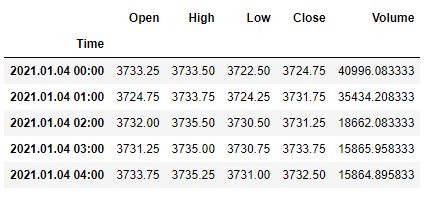 Open High Low Close Volume
Time
2021.01.04 00:00 3733.25 3733.50 3722.50 3724.75 40996.083333
2021.01.04 01:00 3724.75 3733.75 3724.25 3731.75 35434.208333
2021.01.04 02:00 3732.00 3735.50 3730.50 3731.25 18662.083333
2021.01.04 03:00 3731.25 3735.00 3730.75 3733.75 15865.958333
2021.01.04 04:00 3733.75 3735.25 3731.00 3732.50 15864.895833